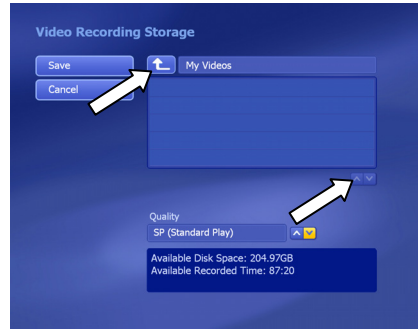 Video Recording Storage
Save
My Videos
Cancel
Quality
SP (Standard Play)
Available Disk Space: 204.97GB
Available Recorded Time: 87:20